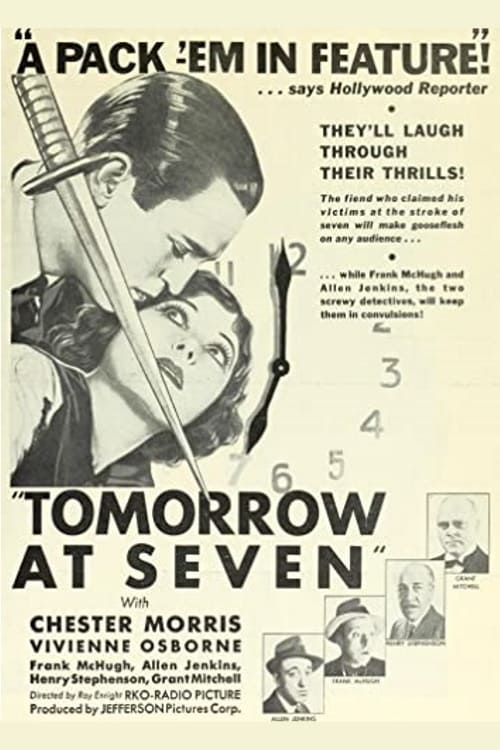 “A PACK-'EM IN FEATURE!”
...says Hollywood Reporter
•
THEY'LL LAUGH
THROUGH
THEIR THRILLS!
The fiend who claimed his
victims at the stroke of
seven will make gooseflesh
on any audience...
•
...while Frank McHugh and
Allen Jenkins, the two
screwy detectives, will keep
them in convulsions!
11 12
2
3
4
5
6
7
"TOMORROW
AT SEVEN"
With
CHESTER MORRIS
VIVIENNE OSBORNE
Frank McHugh, Allen Jenkins,
Henry Stephenson, Grant Mitchell
Directed by Ray Enright RKO-RADIO PICTURE
Produced by JEFFERSON Pictures Corp.
GRANT
MITCHELL
HENRY STEPHENSON
FRANK McHUGH
ALLEN JENKINS